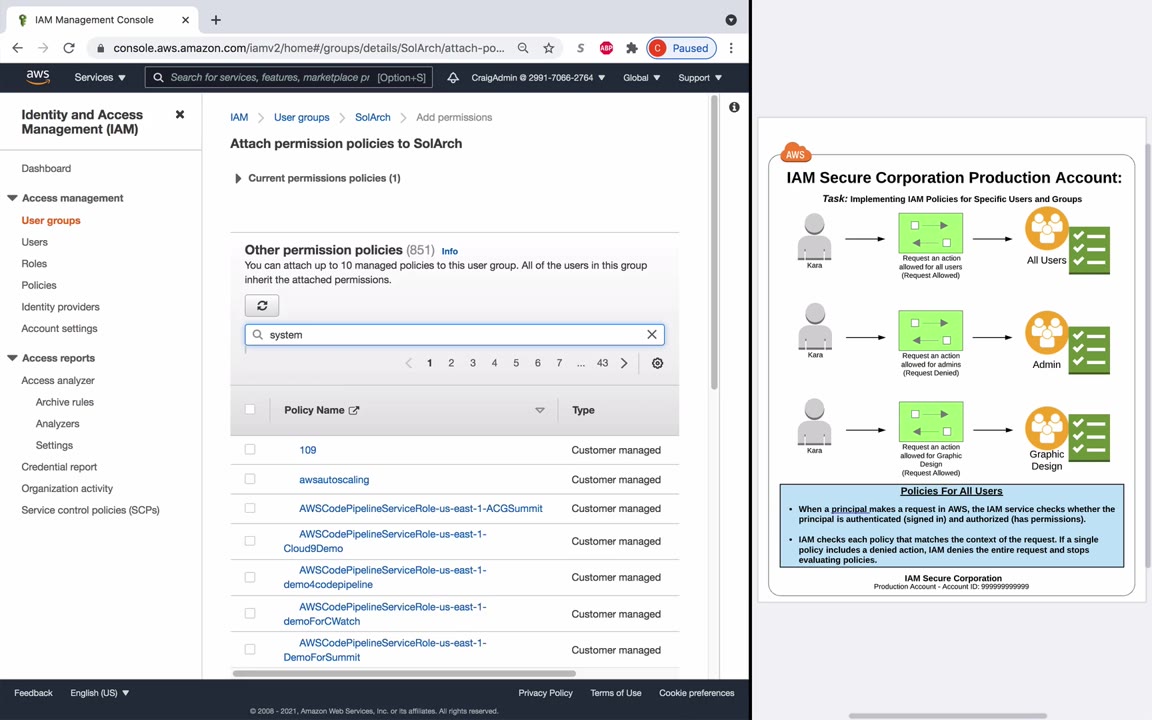 IAM Management Console
console.aws.amazon.com/iamv2/home#/groups/details/SolArch/attach-po...
S
ABP
C Paused
aws
Services
Search for services, features, marketplace pr [Option+S]
CraigAdmin @ 2991-7066-2764
Global
Support
Identity and Access
Management (IAM)
Dashboard
Access management
User groups
Users
Roles
Policies
Identity providers
Account settings
Access reports
Access analyzer
Archive rules
Analyzers
Settings
Credential report
Organization activity
Service control policies (SCPs)
IAM > User groups > SolArch > Add permissions
Attach permission policies to SolArch
Current permissions policies (1)
Other permission policies (851) Info
You can attach up to 10 managed policies to this user group. All of the users in this group
inherit the attached permissions.
system
1 2 3 4 5 6 7 ... 43
Policy Name Type
109 Customer managed
awsautoscaling Customer managed
AWSCodePipelineServiceRole-us-east-1-ACGSummit Customer managed
AWSCodePipelineServiceRole-us-east-1-
Cloud9Demo Customer managed
AWSCodePipelineServiceRole-us-east-1-
demo4codepipeline Customer managed
AWSCodePipelineServiceRole-us-east-1-
demoForCWatch Customer managed
AWSCodePipelineServiceRole-us-east-1-
DemoForSummit Customer managed
Feedback English (US) Privacy Policy Terms of Use Cookie preferences
© 2008 - 2021, Amazon Web Services, Inc. or its affiliates. All rights reserved.
AWS
IAM Secure Corporation Production Account:
Task: Implementing IAM Policies for Specific Users and Groups
Kara
Request an action
allowed for all users
(Request Allowed)
All Users
Kara
Request an action
allowed for admins
(Request Denied)
Admin
Kara
Request an action
allowed for Graphic
Design
(Request Allowed)
Graphic
Design
Policies For All Users
• When a principal makes a request in AWS, the IAM service checks whether the
principal is authenticated (signed in) and authorized (has permissions).
• IAM checks each policy that matches the context of the request. If a single
policy includes a denied action, IAM denies the entire request and stops
evaluating policies.
IAM Secure Corporation
Production Account - Account ID: 999999999999